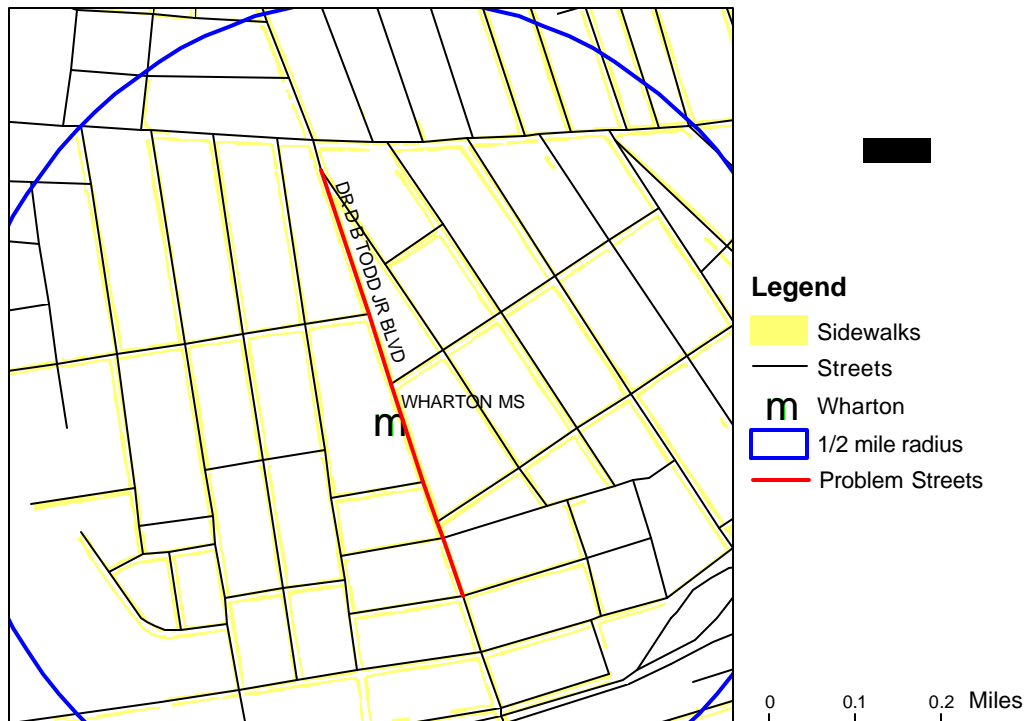 DR D B TODD JR BLVD
WHARTON MS
m
Legend
Sidewalks
Streets
m Wharton
1/2 mile radius
Problem Streets
0 0.1 0.2 Miles